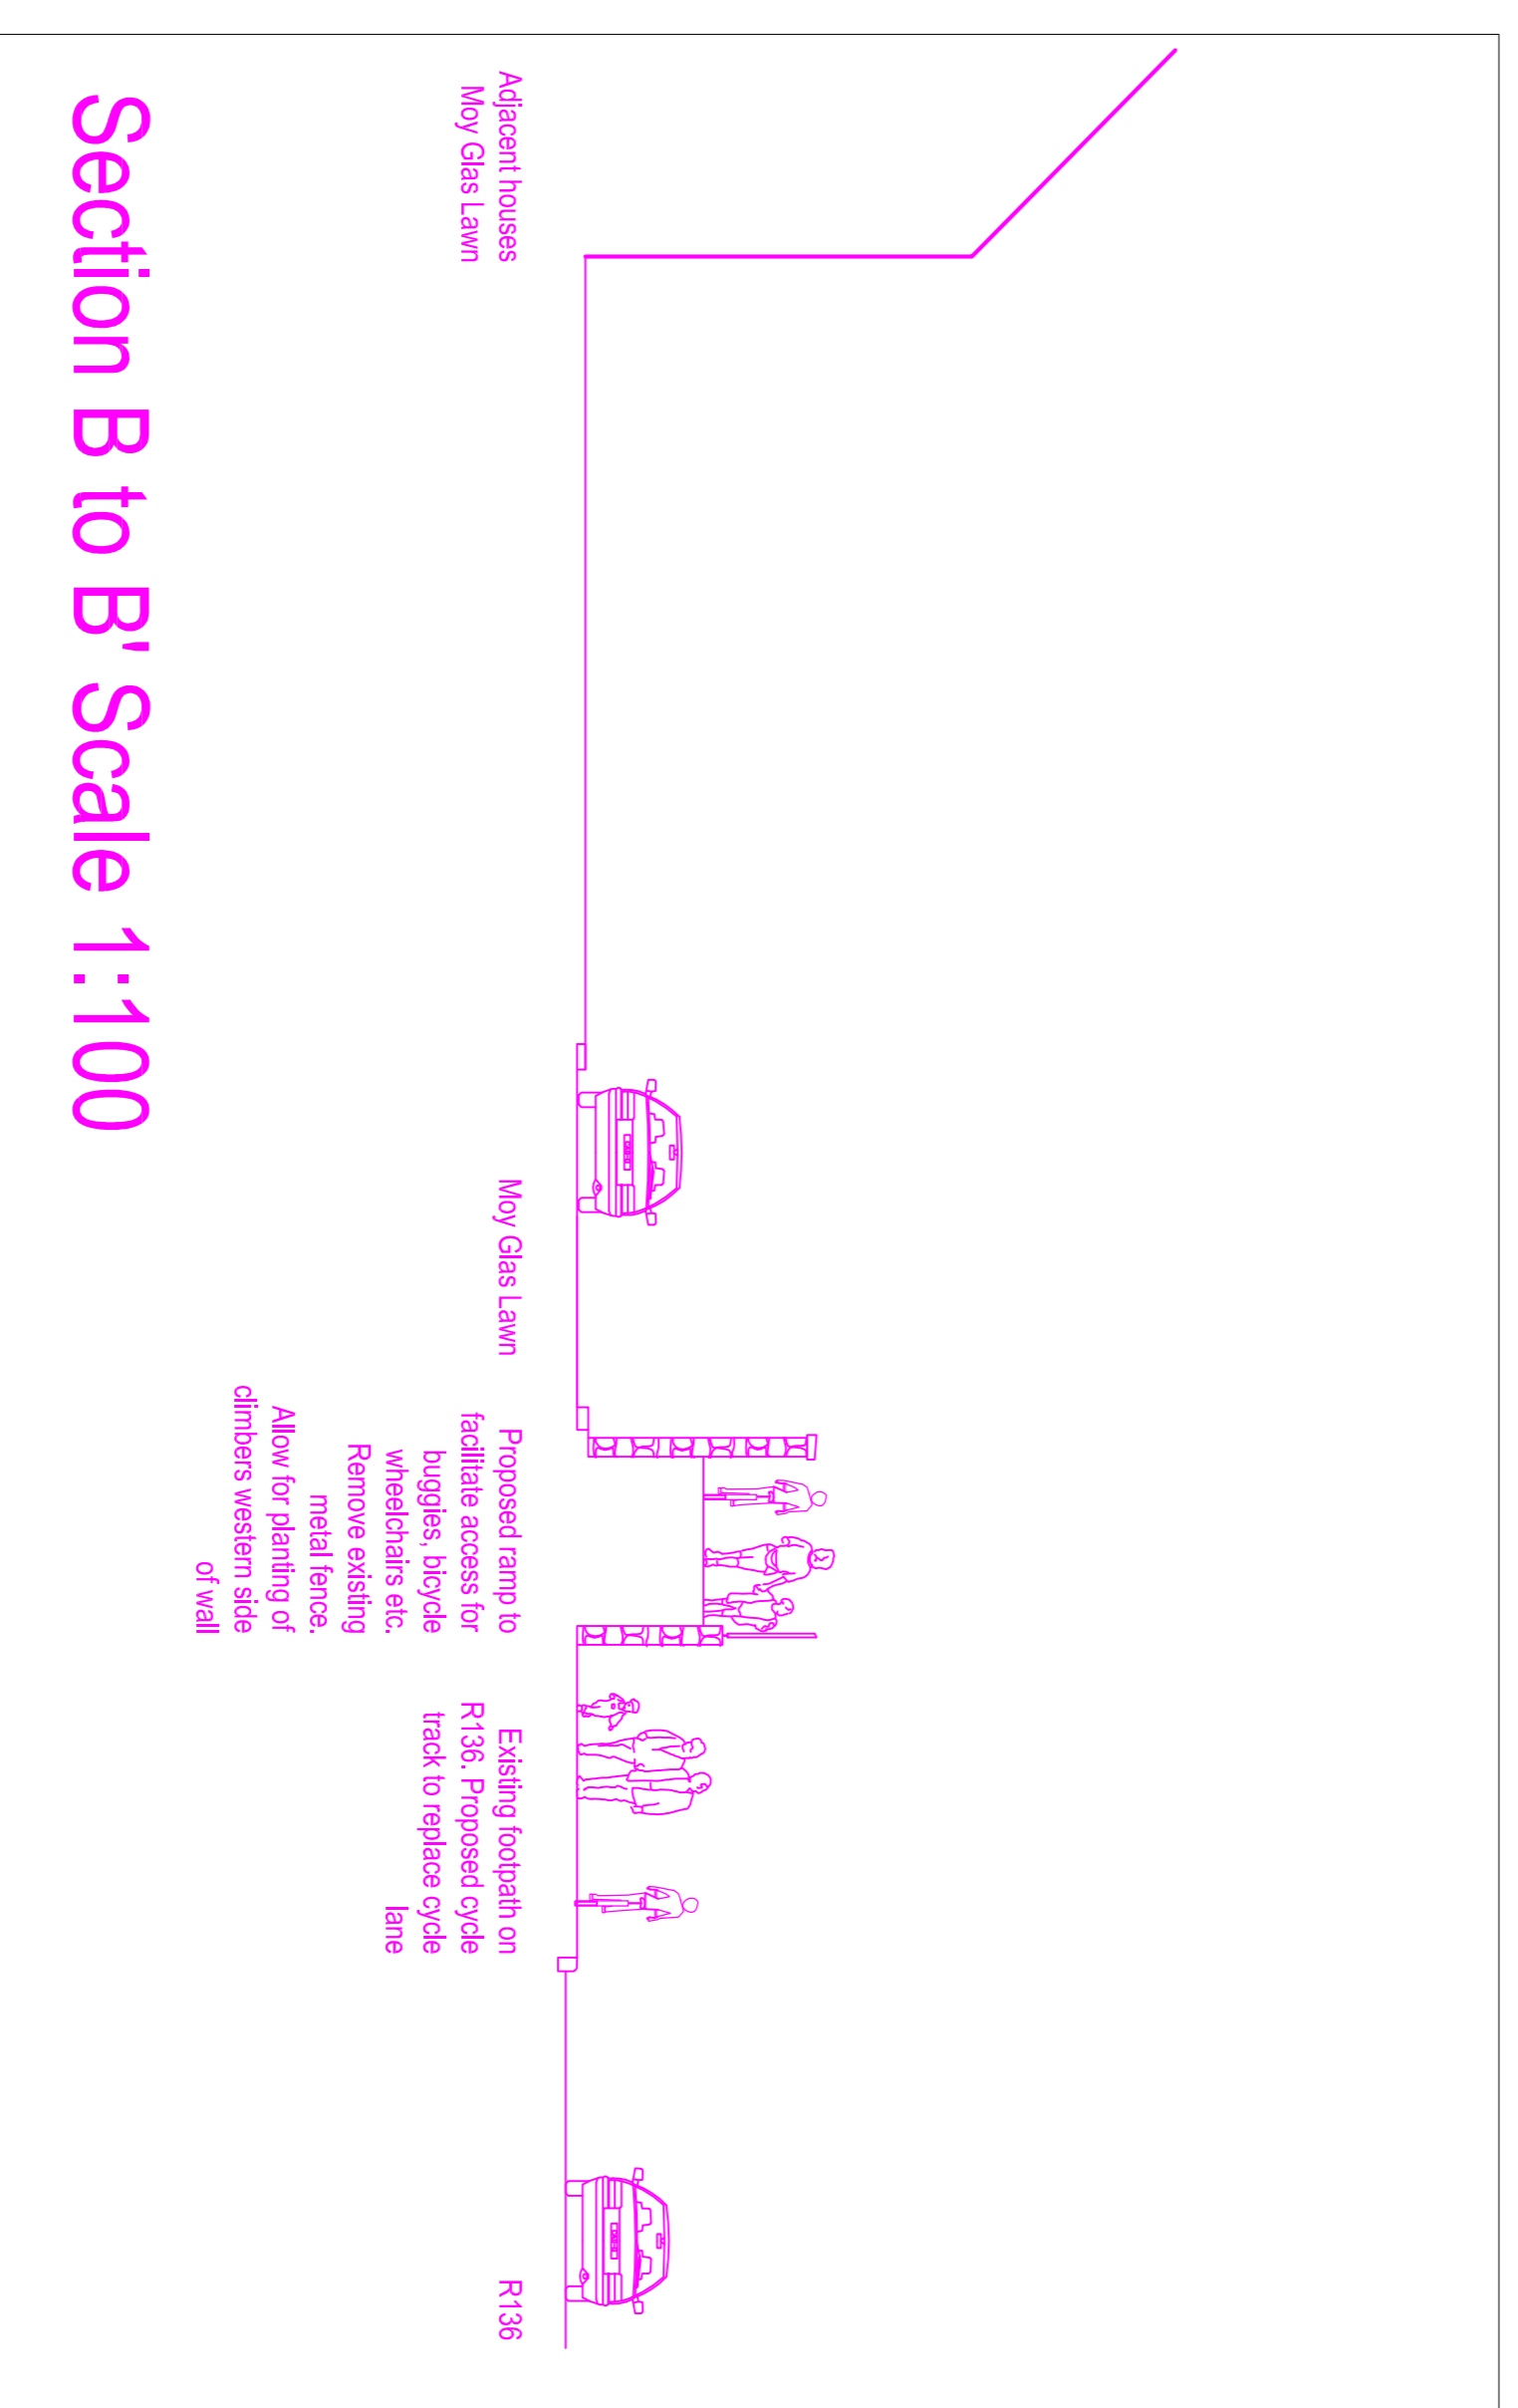 Adjacent houses
Moy Glas Lawn
Moy Glas Lawn
Proposed ramp to
facilitate access for
buggies, bicycle
wheelchairs etc.
Remove existing
metal fence.
Allow for planting of
climbers western side
of wall
Existing footpath on
R136. Proposed cycle
track to replace cycle
lane
R136
Section B to B' Scale 1:100